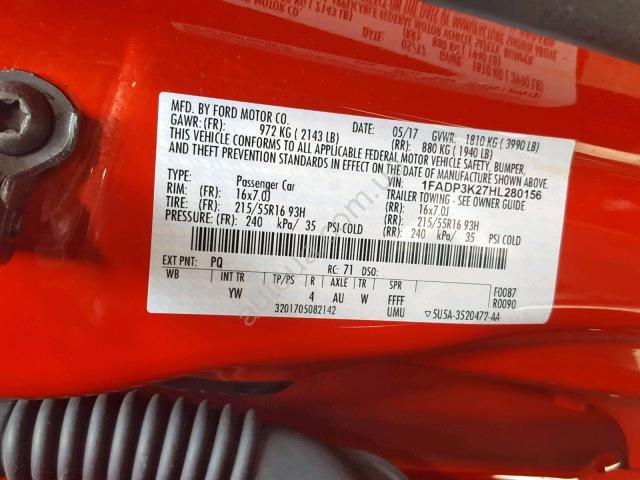 MFD. BY FORD MOTOR CO.
DATE: 05/17 GVWR: 1810 KG ( 3990 LB)
GAWR: (FR): 972 KG ( 2143 LB) (RR): 880 KG ( 1940 LB)
THIS VEHICLE CONFORMS TO ALL APPLICABLE FEDERAL MOTOR VEHICLE SAFETY, BUMPER,
AND THEFT PREVENTION STANDARDS IN EFFECT ON THE DATE OF MANUFACTURE SHOWN ABOVE.
VIN: 1FADP3K27HL280156
TYPE: Passenger Car TRAILER TOWING - SEE OWNER GUIDE
RIM: (FR) 16x7.0J (RR): 16x7.0J
TIRE: (FR) 215/55R16 93H (RR): 215/55R16 93H
PRESSURE: (FR) 240 kPa/ 35 PSI COLD (RR): 240 kPa/ 35 PSI COLD
EXT PNT: PQ RC: 71 DSO:
WB INT TR TP/PS R AXLE TR SPR F0087
YW 4 AU W FFFF R0090
3201705082142 UMU ▽5U5A-3520472-AA